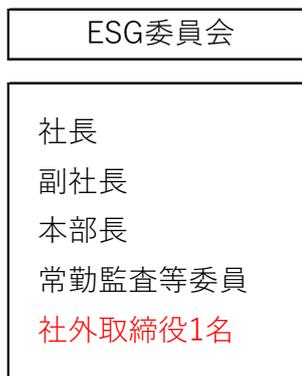 ESG委員会
社長
副社長
本部長
常勤監査等委員
社外取締役1名